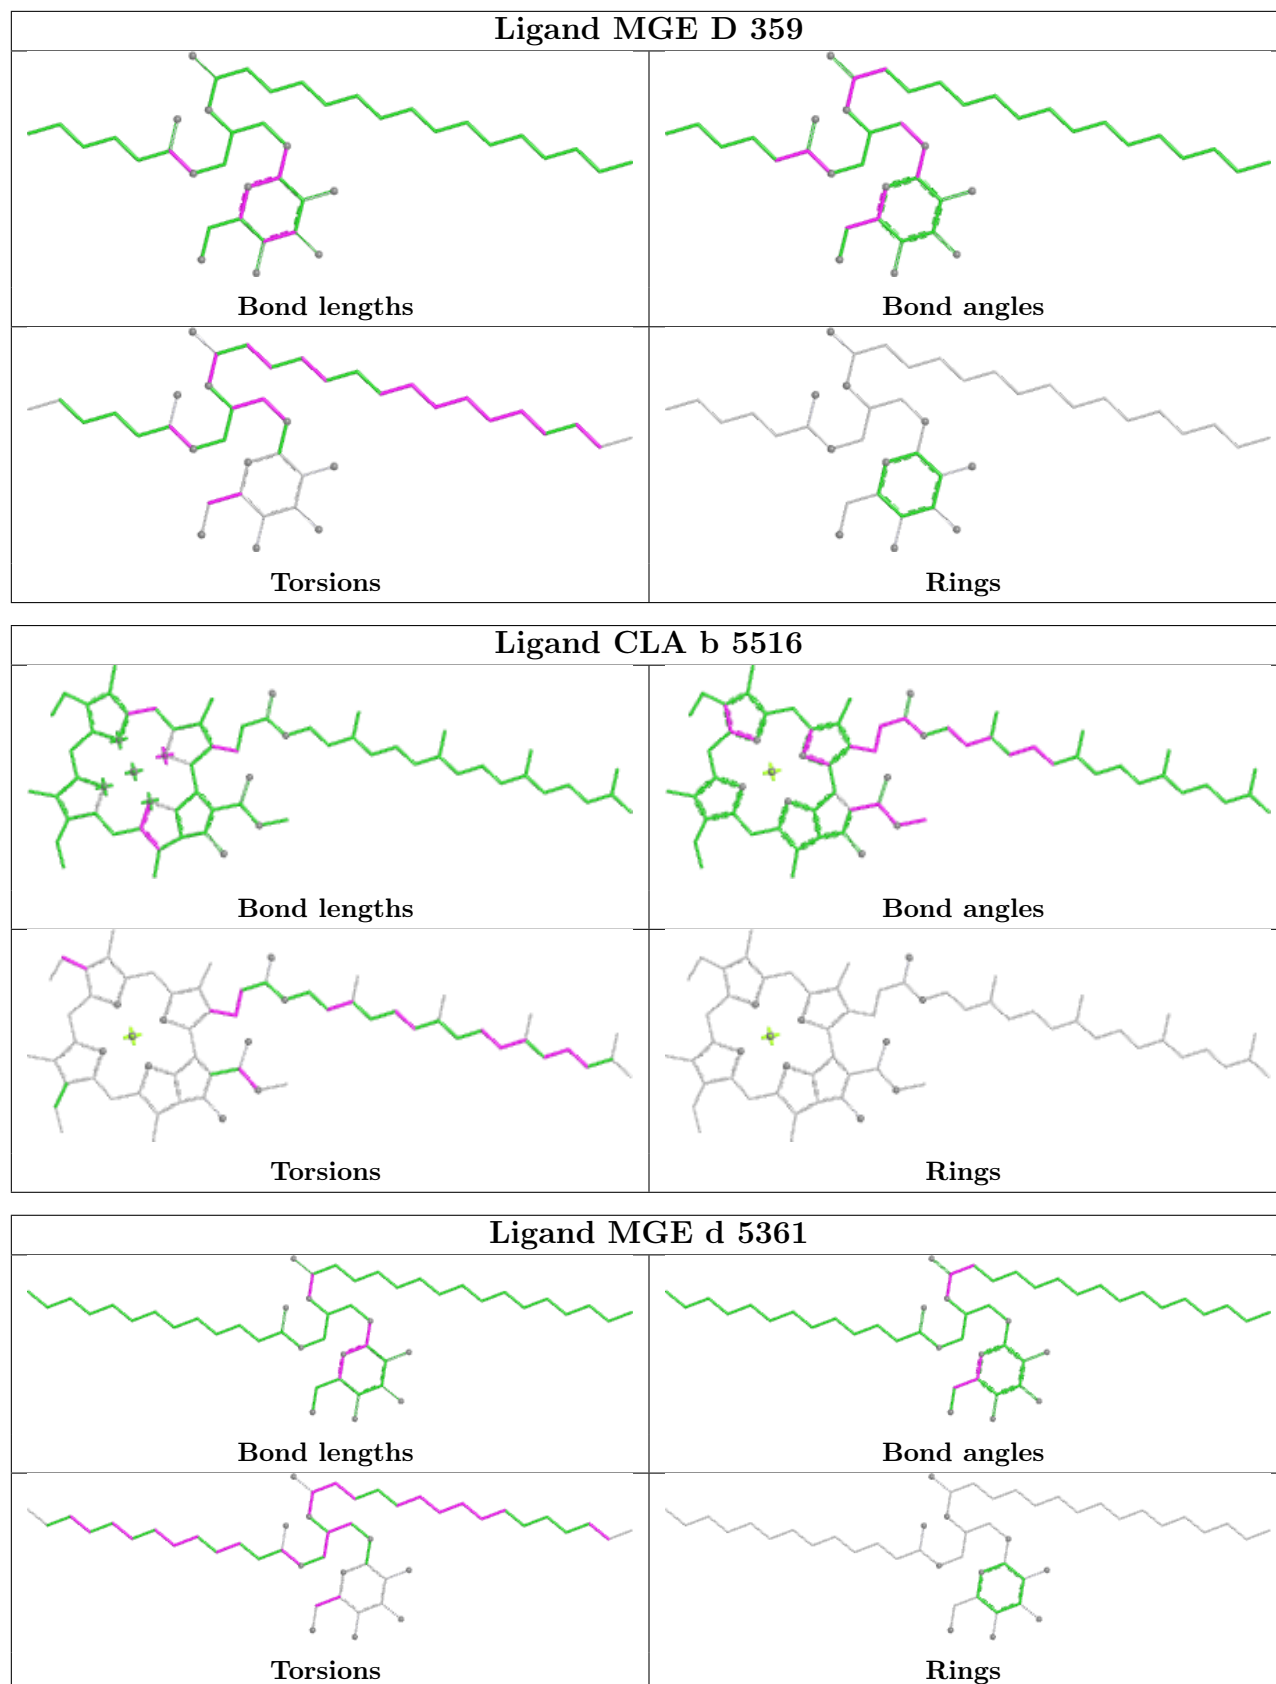 Ligand MGE D 359
Bond lengths
Bond angles
Torsions
Rings
Ligand CLA b 5516
Bond lengths
Bond angles
Torsions
Rings
Ligand MGE d 5361
Bond lengths
Bond angles
Torsions
Rings